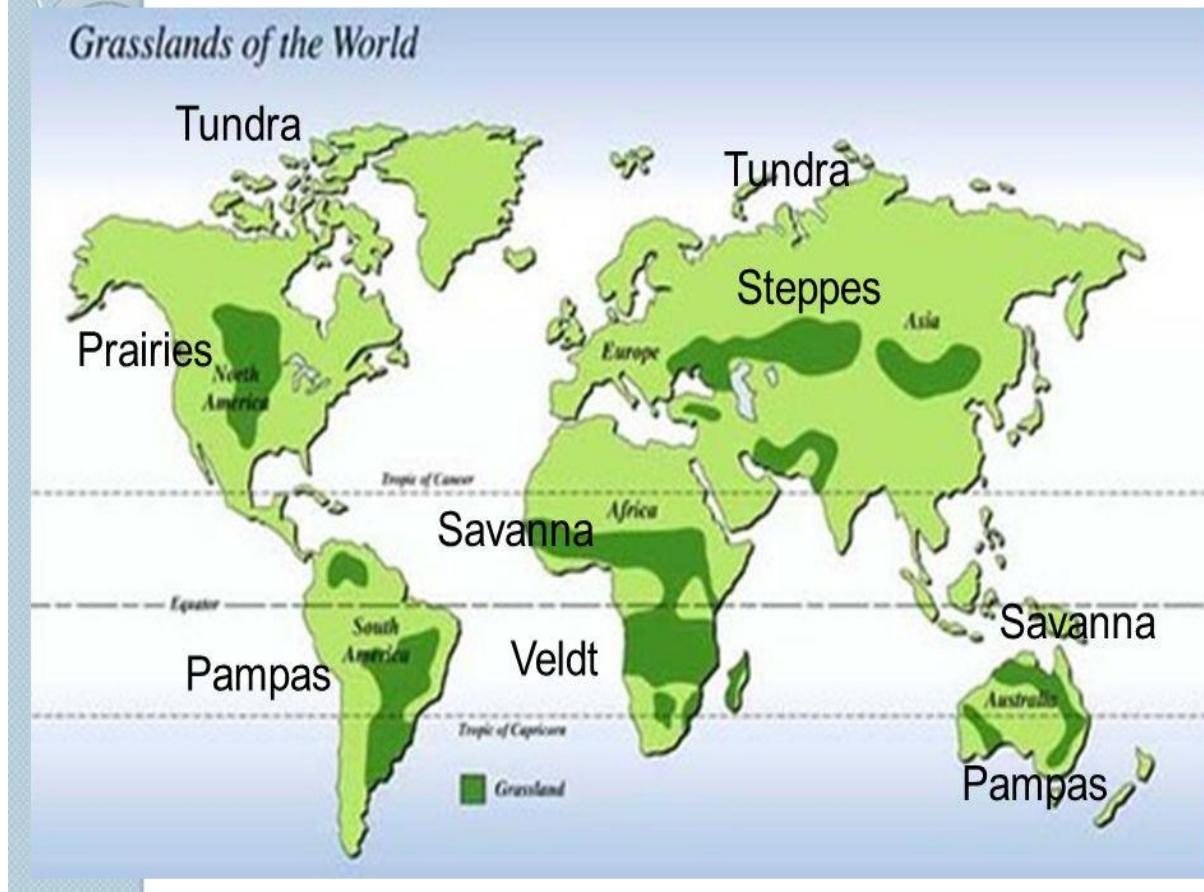 Grasslands of the World
Tundra
Tundra
Steppes
Asia
Prairies
Europe
North
America
Tropic of Cancer
Africa
Savanna
Equator
Savanna
South
America
Veldt
Pampas
Australia
Tropic of Capricorn
Pampas
Grassland